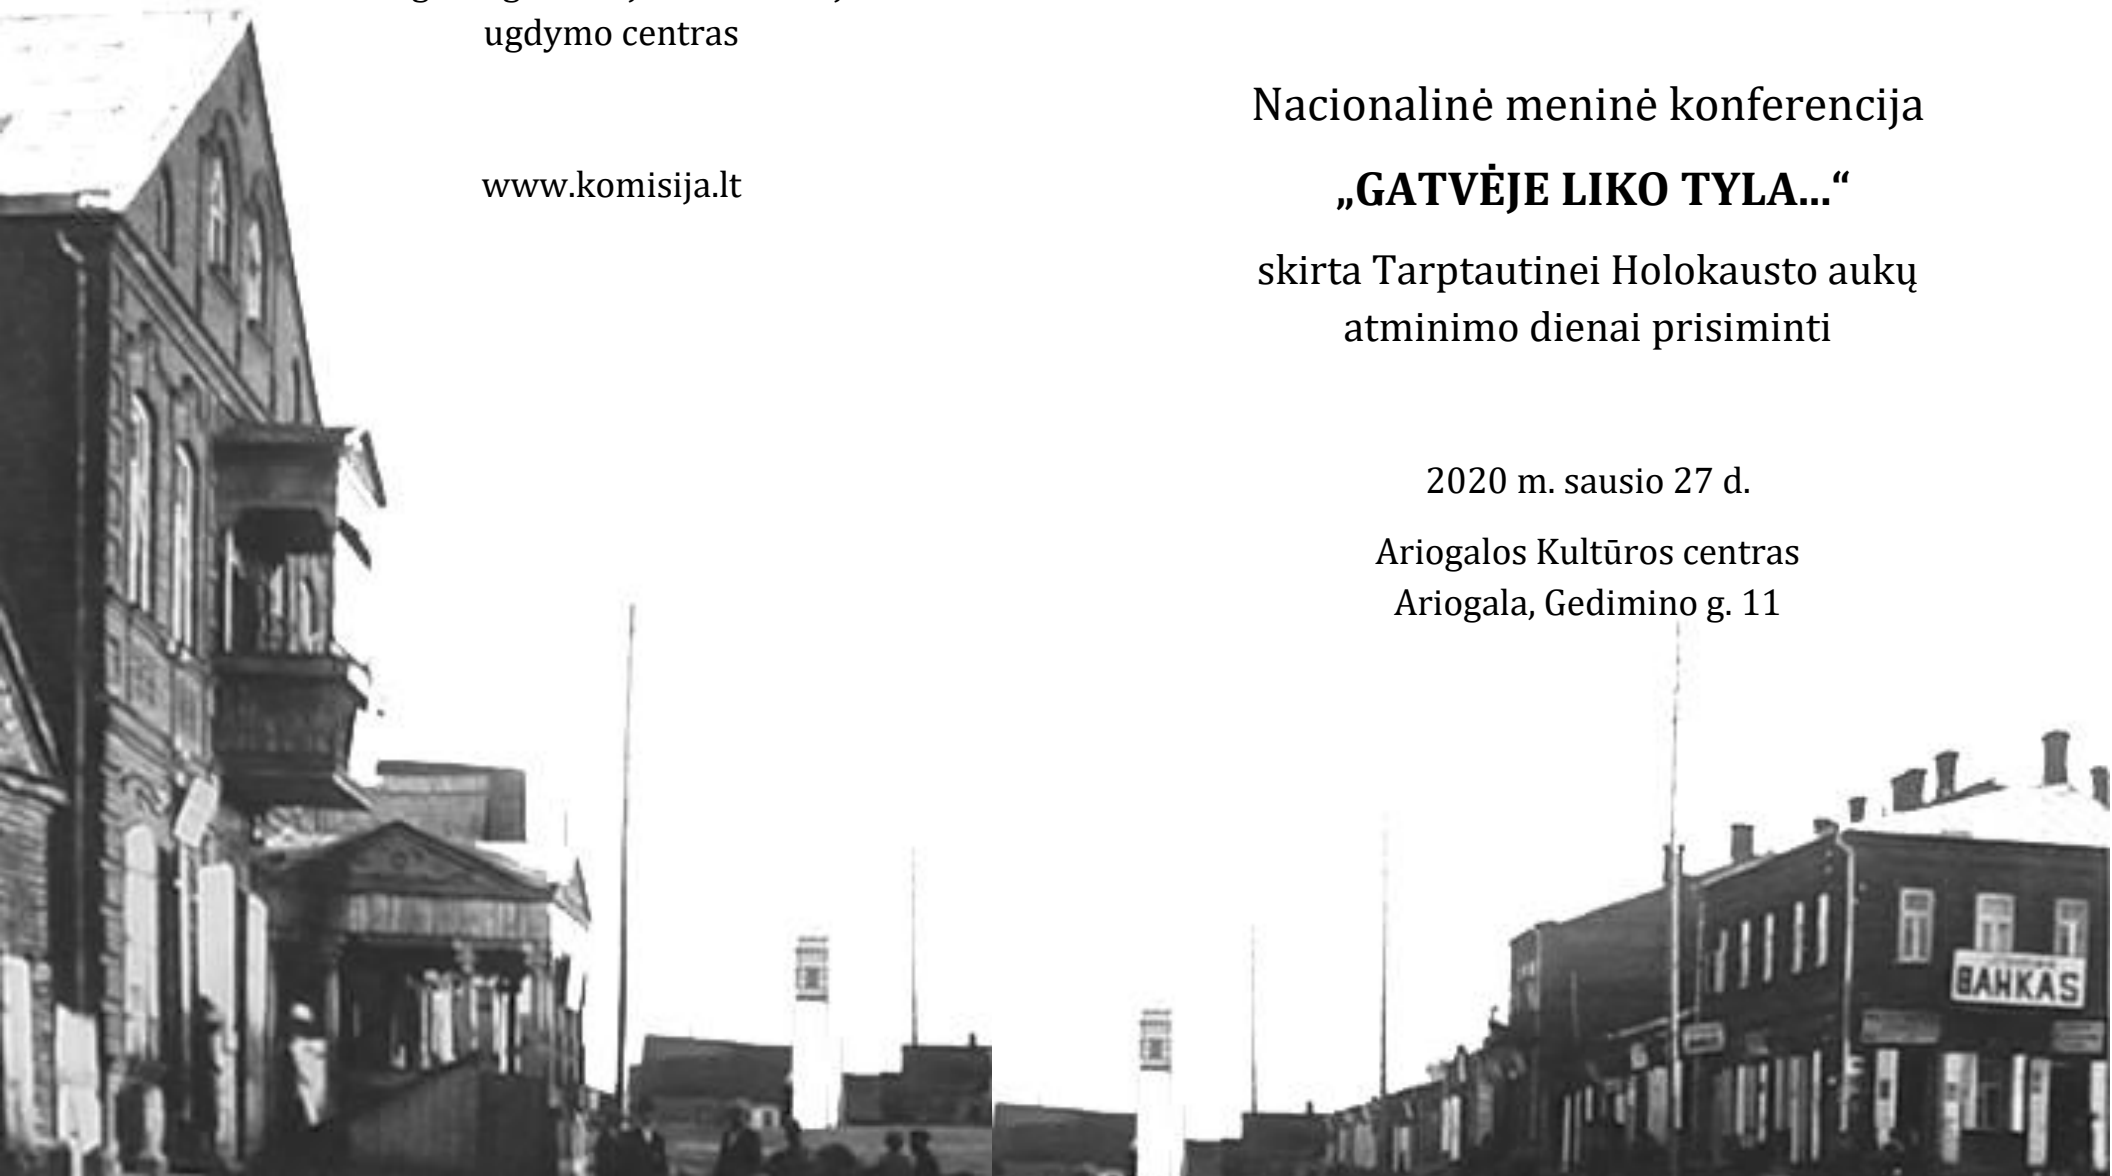 ugdymo centras
www.komisija.lt
Nacionalinė meninė konferencija
„GATVĖJE LIKO TYLA...“
skirta Tarptautinei Holokausto aukų
atminimo dienai prisiminti
2020 m. sausio 27 d.
Ariogalos Kultūros centras
Ariogala, Gedimino g. 11
BAHKAS